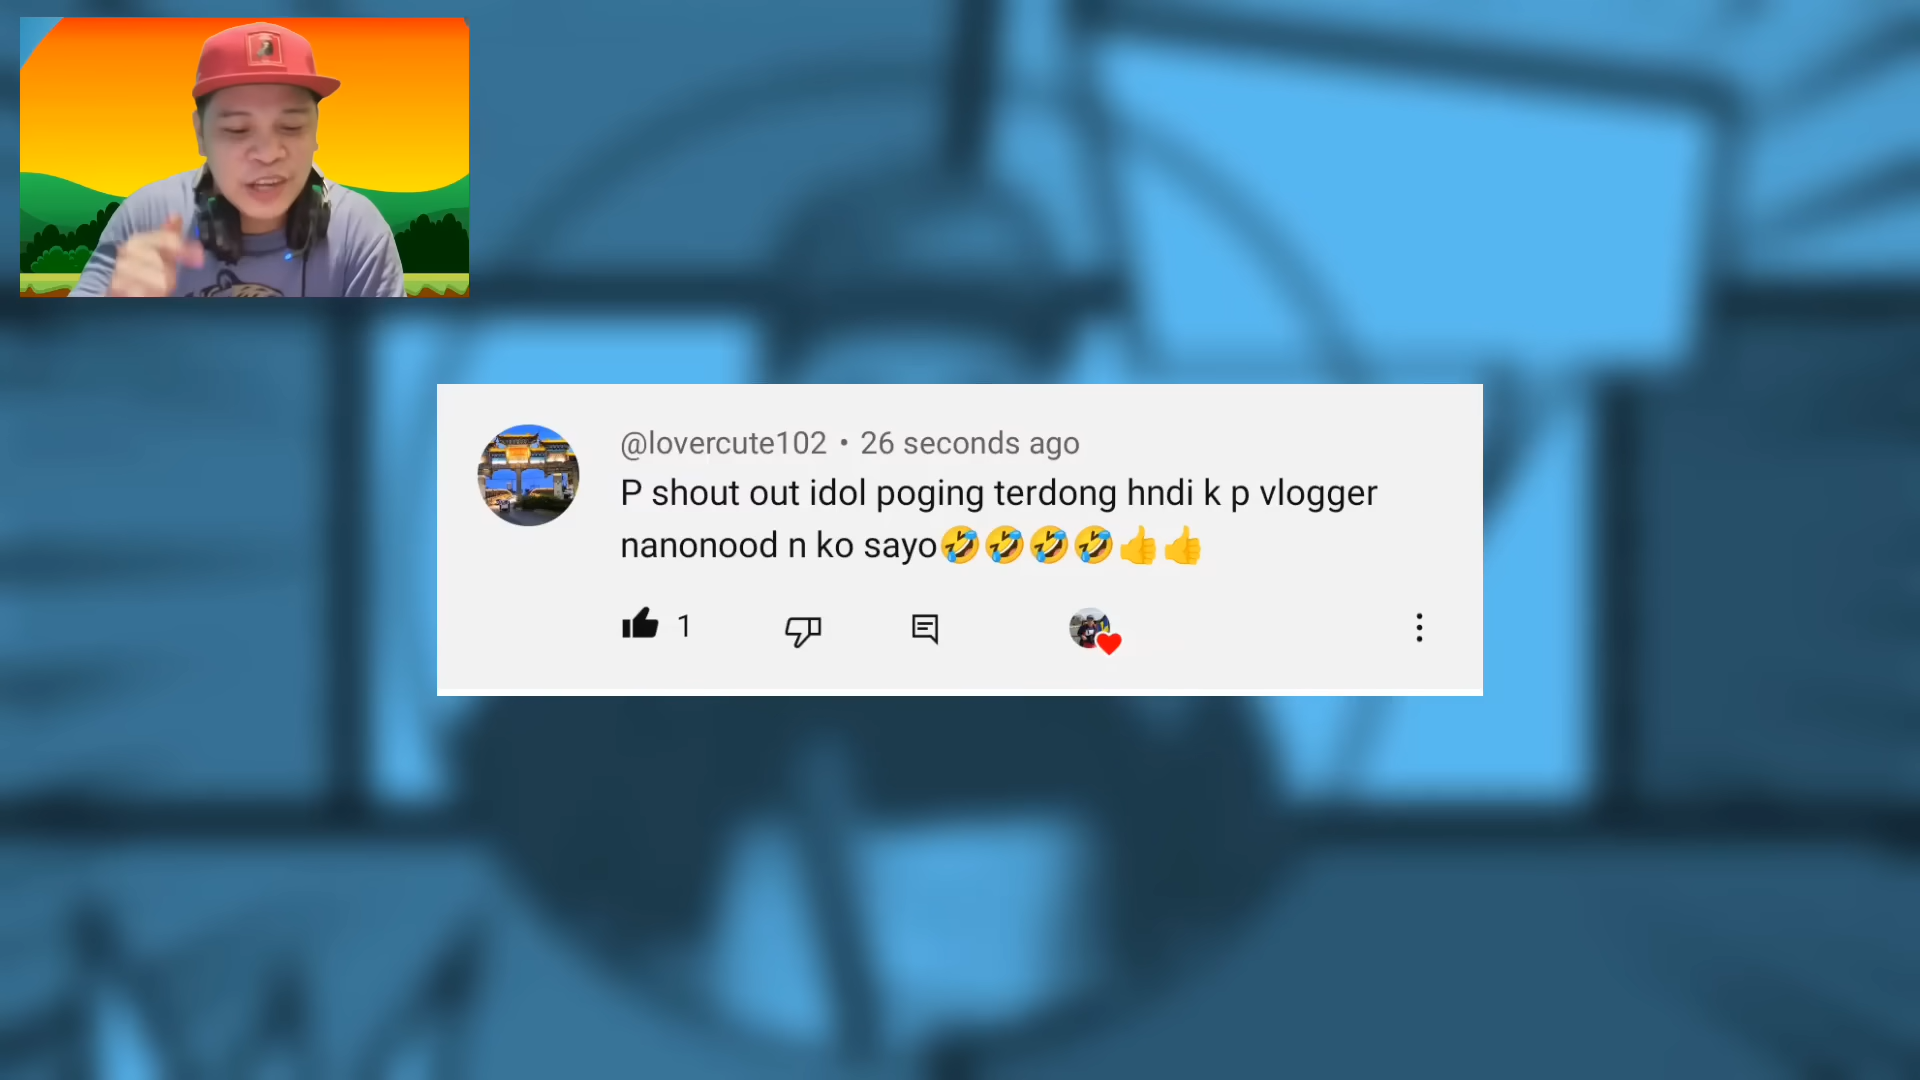 @lovercute102 • 26 seconds ago
P shout out idol poging terdong hndi k p vlogger
nanonood n ko sayo🤣🤣🤣🤣👍👍
1